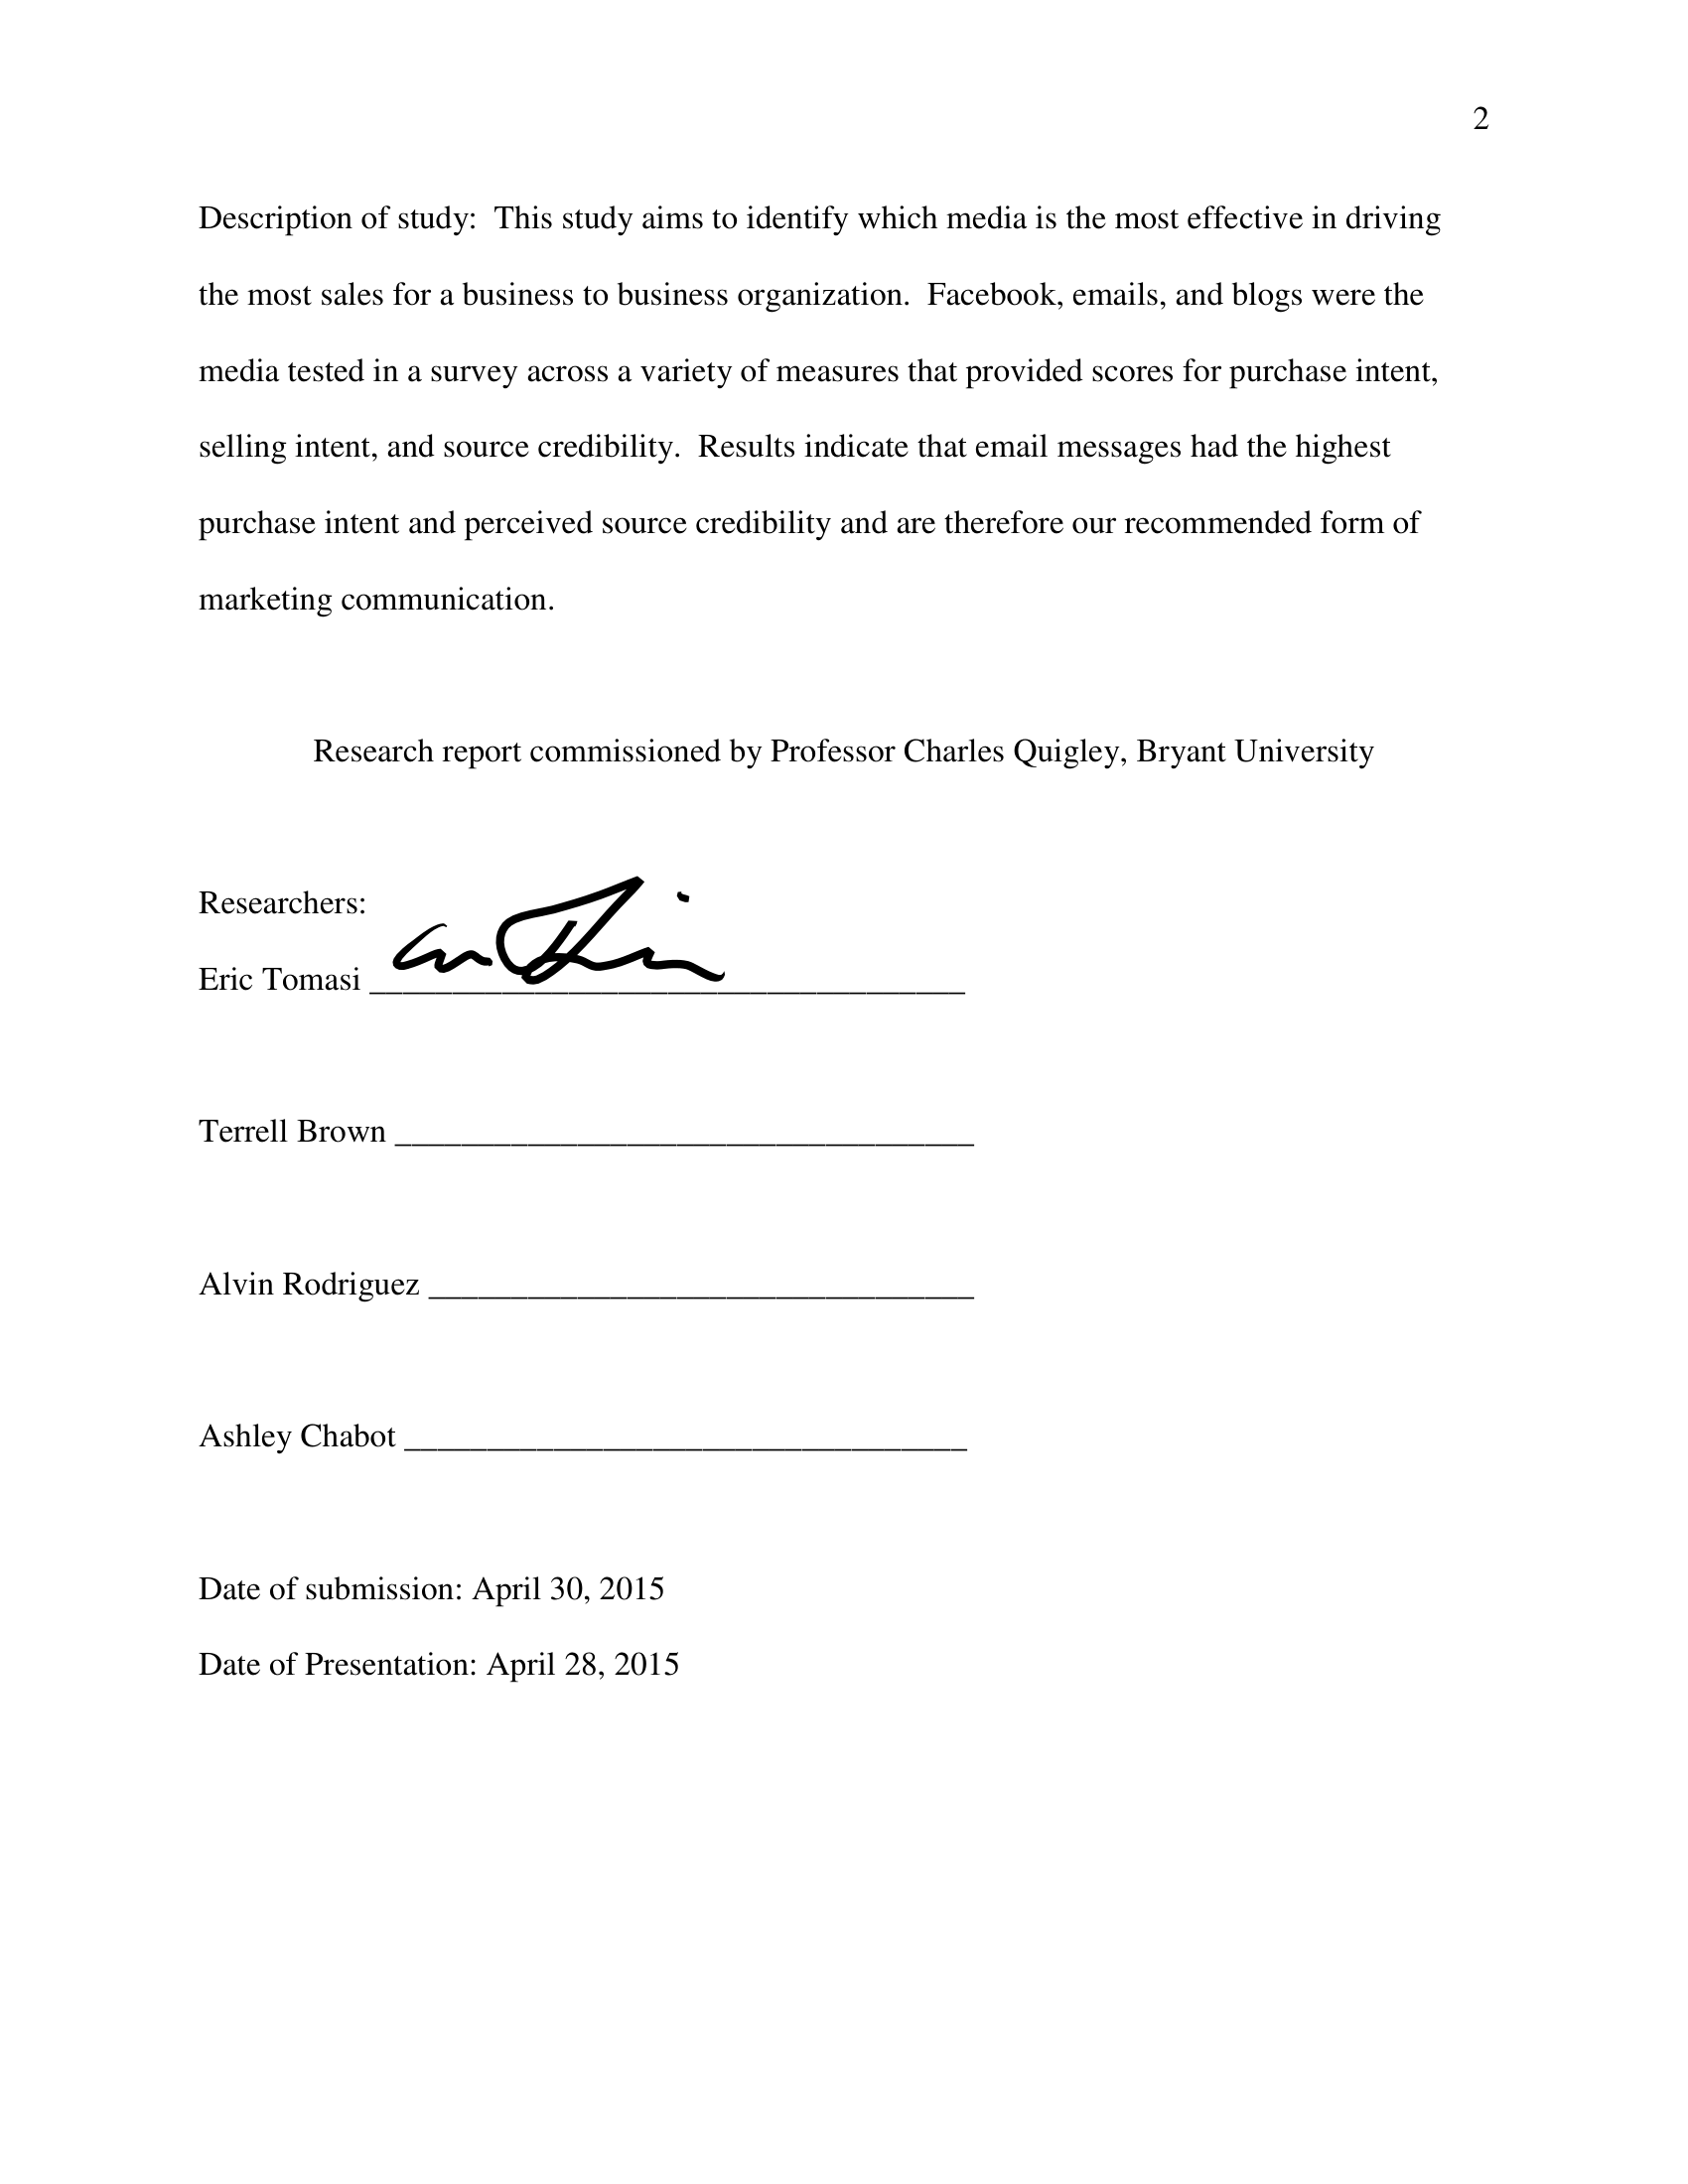 2
Description of study:  This study aims to identify which media is the most effective in driving
the most sales for a business to business organization.  Facebook, emails, and blogs were the
media tested in a survey across a variety of measures that provided scores for purchase intent,
selling intent, and source credibility.  Results indicate that email messages had the highest
purchase intent and perceived source credibility and are therefore our recommended form of
marketing communication.
Research report commissioned by Professor Charles Quigley, Bryant University
Researchers:
Eric Tomasi ____________________________________
Terrell Brown ___________________________________
Alvin Rodriguez _________________________________
Ashley Chabot __________________________________
Date of submission: April 30, 2015
Date of Presentation: April 28, 2015